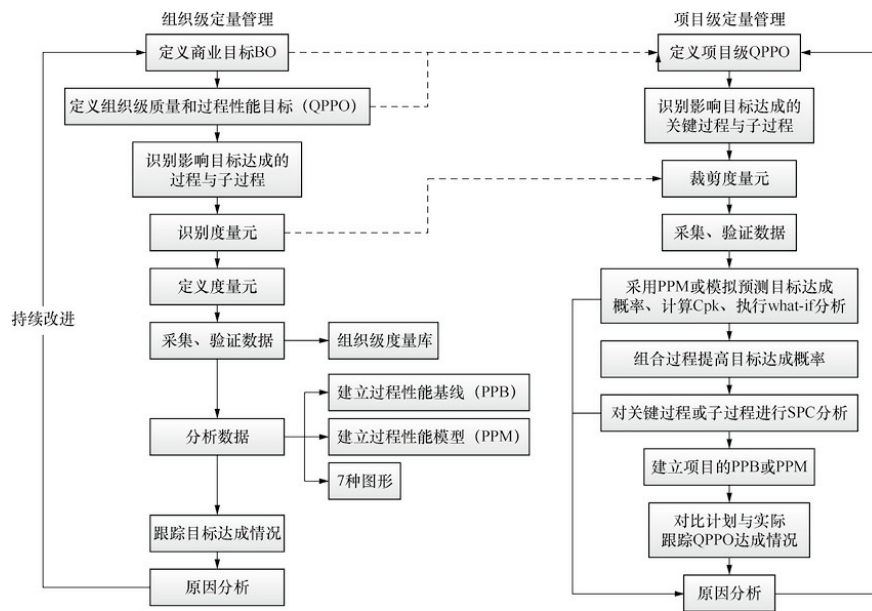 组织级定量管理
定义商业目标BO
定义组织级质量和过程性能目标（QPPO）
识别影响目标达成的
过程与子过程
识别度量元
定义度量元
采集、验证数据
组织级度量库
分析数据
建立过程性能基线（PPB）
建立过程性能模型（PPM）
7种图形
跟踪目标达成情况
原因分析
持续改进
项目级定量管理
定义项目级QPPO
识别影响目标达成的
关键过程与子过程
裁剪度量元
采集、验证数据
采用PPM或模拟预测目标达成
概率、计算Cpk、执行what-if分析
组合过程提高目标达成概率
对关键过程或子过程进行SPC分析
建立项目的PPB或PPM
对比计划与实际
跟踪QPPO达成情况
原因分析